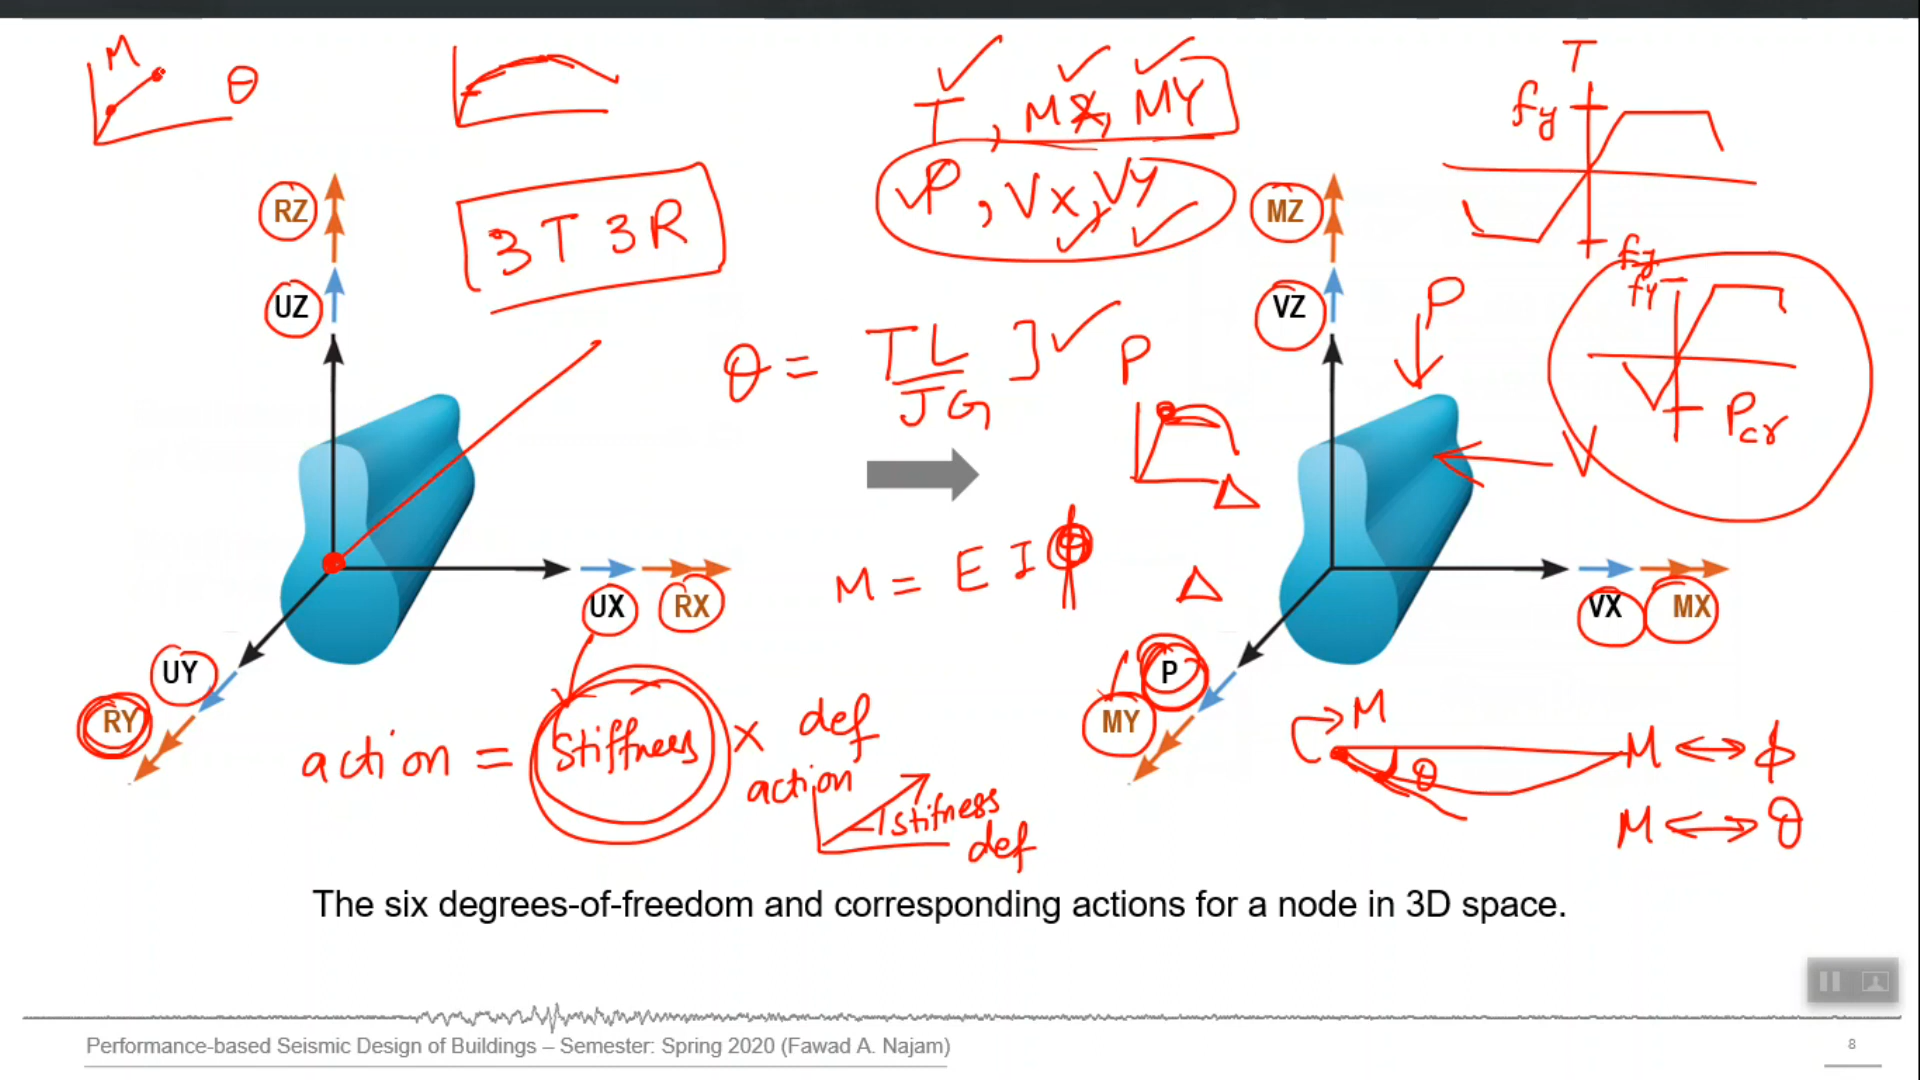 M
θ
T
T, MX, MY
fy
P, VX, VY
RZ
3T 3R
MZ
fy
fy
UZ
VZ
P
θ = TL/JG
P
Pcr
V
Δ
M = EIϕ
Δ
UX RX
VX MX
UY
P
RY
MY
M
action = Stiffness × def
θ
M ↔ ϕ
action
stifness
def
M ↔ θ
The six degrees-of-freedom and corresponding actions for a node in 3D space.
Performance-based Seismic Design of Buildings – Semester: Spring 2020 (Fawad A. Najam)
8